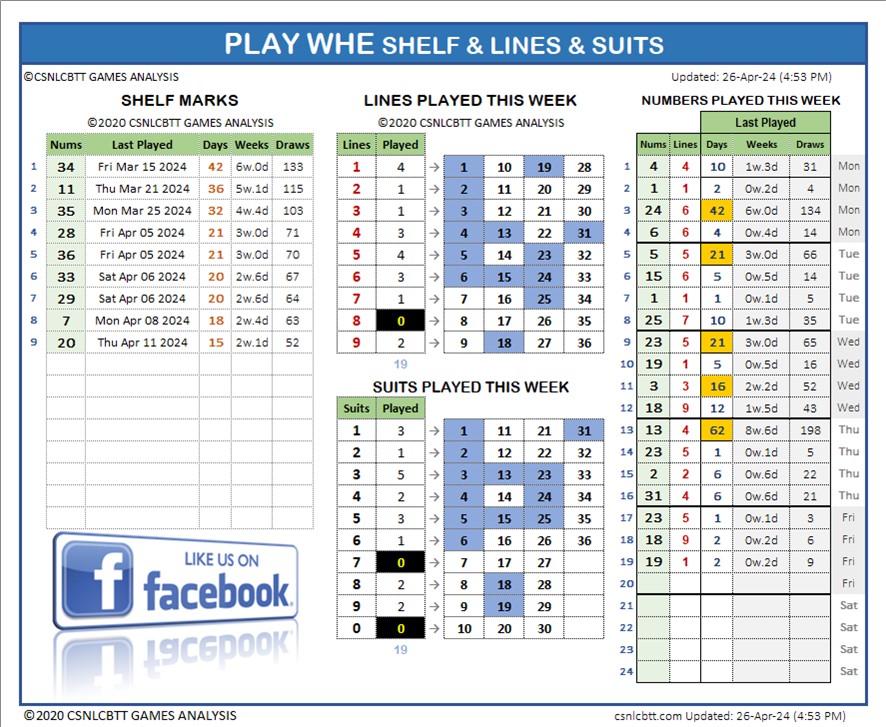 PLAY WHE SHELF & LINES & SUITS
©CSNLCBTT GAMES ANALYSIS
Updated: 26-Apr-24 (4:53 PM)
SHELF MARKS
©2020 CSNLCBTT GAMES ANALYSIS
Nums Last Played Days Weeks Draws
1 34 Fri Mar 15 2024 42 6w.0d 133
2 11 Thu Mar 21 2024 36 5w.1d 115
3 35 Mon Mar 25 2024 32 4w.4d 103
4 28 Fri Apr 05 2024 21 3w.0d 71
5 36 Fri Apr 05 2024 21 3w.0d 70
6 33 Sat Apr 06 2024 20 2w.6d 67
7 29 Sat Apr 06 2024 20 2w.6d 64
8 7 Mon Apr 08 2024 18 2w.4d 63
9 20 Thu Apr 11 2024 15 2w.1d 52
LIKE US ON
facebook
LINES PLAYED THIS WEEK
©2020 CSNLCBTT GAMES ANALYSIS
Lines Played
1 4 → 1 10 19 28
2 1 → 2 11 20 29
3 1 → 3 12 21 30
4 3 → 4 13 22 31
5 4 → 5 14 23 32
6 3 → 6 15 24 33
7 1 → 7 16 25 34
8 0 → 8 17 26 35
9 2 → 9 18 27 36
19
SUITS PLAYED THIS WEEK
Suits Played
1 3 → 1 11 21 31
2 1 → 2 12 22 32
3 5 → 3 13 23 33
4 2 → 4 14 24 34
5 3 → 5 15 25 35
6 1 → 6 16 26 36
7 0 → 7 17 27
8 2 → 8 18 28
9 2 → 9 19 29
0 0 → 10 20 30
19
NUMBERS PLAYED THIS WEEK
Last Played
Nums Lines Days Weeks Draws
1 4 4 10 1w.3d 31 Mon
2 1 1 2 0w.2d 4 Mon
3 24 6 42 6w.0d 134 Mon
4 6 6 4 0w.4d 14 Mon
5 5 5 21 3w.0d 66 Tue
6 15 6 5 0w.5d 14 Tue
7 1 1 1 0w.1d 5 Tue
8 25 7 10 1w.3d 35 Tue
9 23 5 21 3w.0d 65 Wed
10 19 1 5 0w.5d 16 Wed
11 3 3 16 2w.2d 52 Wed
12 18 9 12 1w.5d 43 Wed
13 13 4 62 8w.6d 198 Thu
14 23 5 1 0w.1d 5 Thu
15 2 2 6 0w.6d 22 Thu
16 31 4 6 0w.6d 21 Thu
17 23 5 1 0w.1d 3 Fri
18 18 9 2 0w.2d 6 Fri
19 19 1 2 0w.2d 9 Fri
20 Fri
21 Sat
22 Sat
23 Sat
24 Sat
©2020 CSNLCBTT GAMES ANALYSIS
csnlcbtt.com Updated: 26-Apr-24 (4:53 PM)